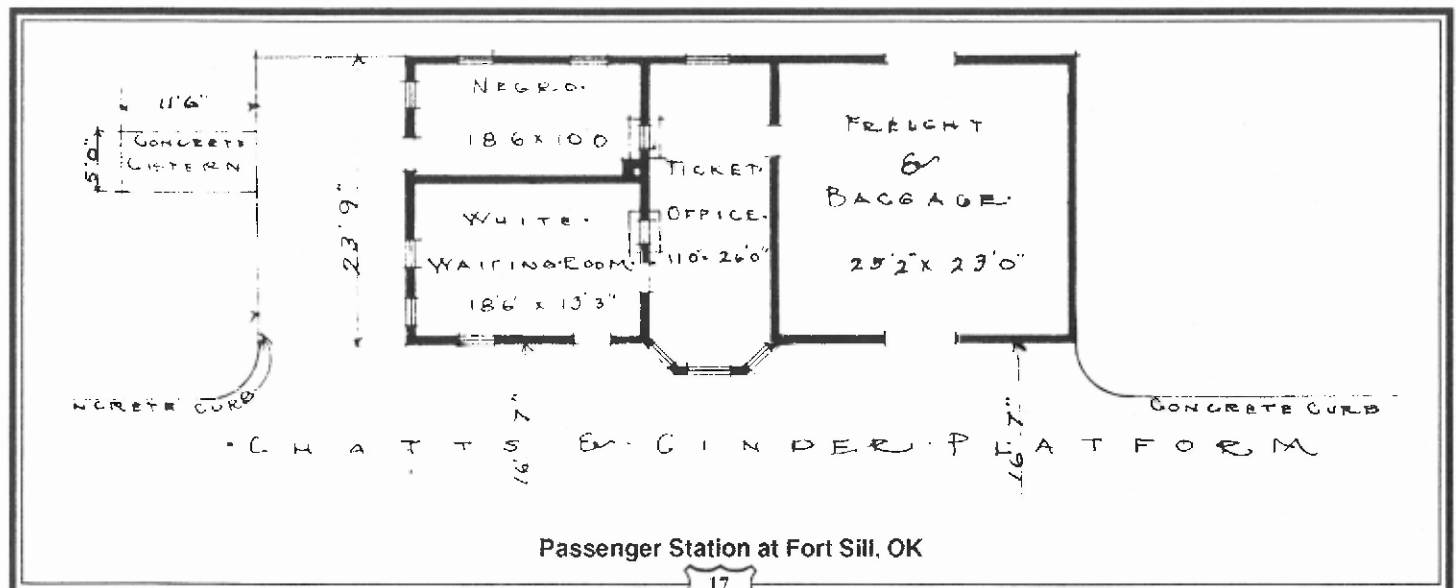 11'6"
5'0"
CONCRETE
CISTERN
23'9"
NEGRO.
18'6 x 10'0
WHITE.
WAITING ROOM.
18'6" x 13'3"
TICKET.
OFFICE.
11'0" x 26'0"
FREIGHT
&
BAGGAGE.
23'0"
NCRETE CURB
CONCRETE CURB
16'7"
16'7"
· CHATTS & CINDER · PLATFORM
Passenger Station at Fort Sill, OK
17